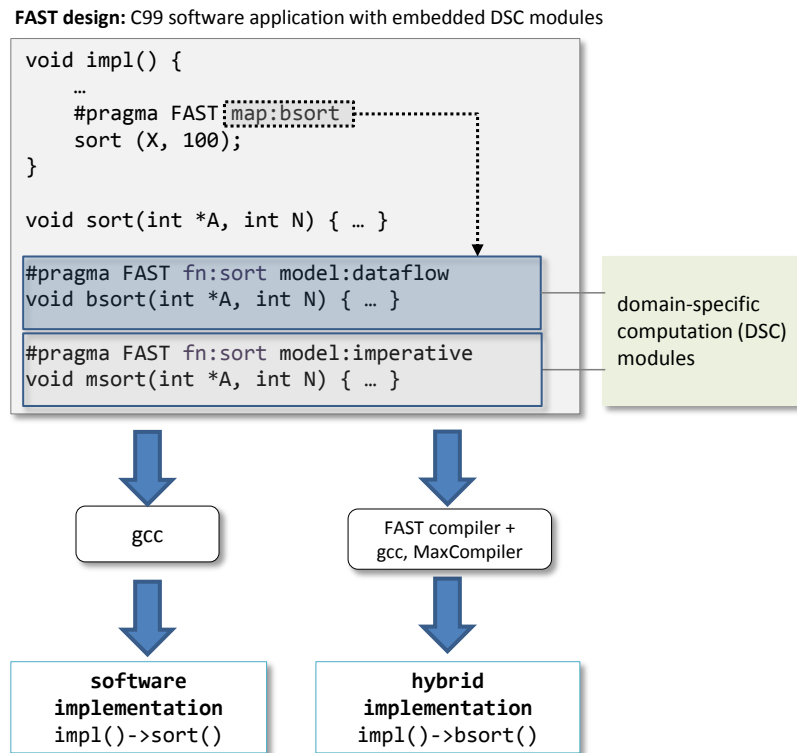 FAST design: C99 software application with embedded DSC modules
void impl() {
…
#pragma FAST map:bsort
sort (X, 100);
}
void sort(int *A, int N) { … }
#pragma FAST fn:sort model:dataflow
void bsort(int *A, int N) { … }
#pragma FAST fn:sort model:imperative
void msort(int *A, int N) { … }
domain-specific
computation (DSC)
modules
gcc
FAST compiler +
gcc, MaxCompiler
software
implementation
impl()->sort()
hybrid
implementation
impl()->bsort()